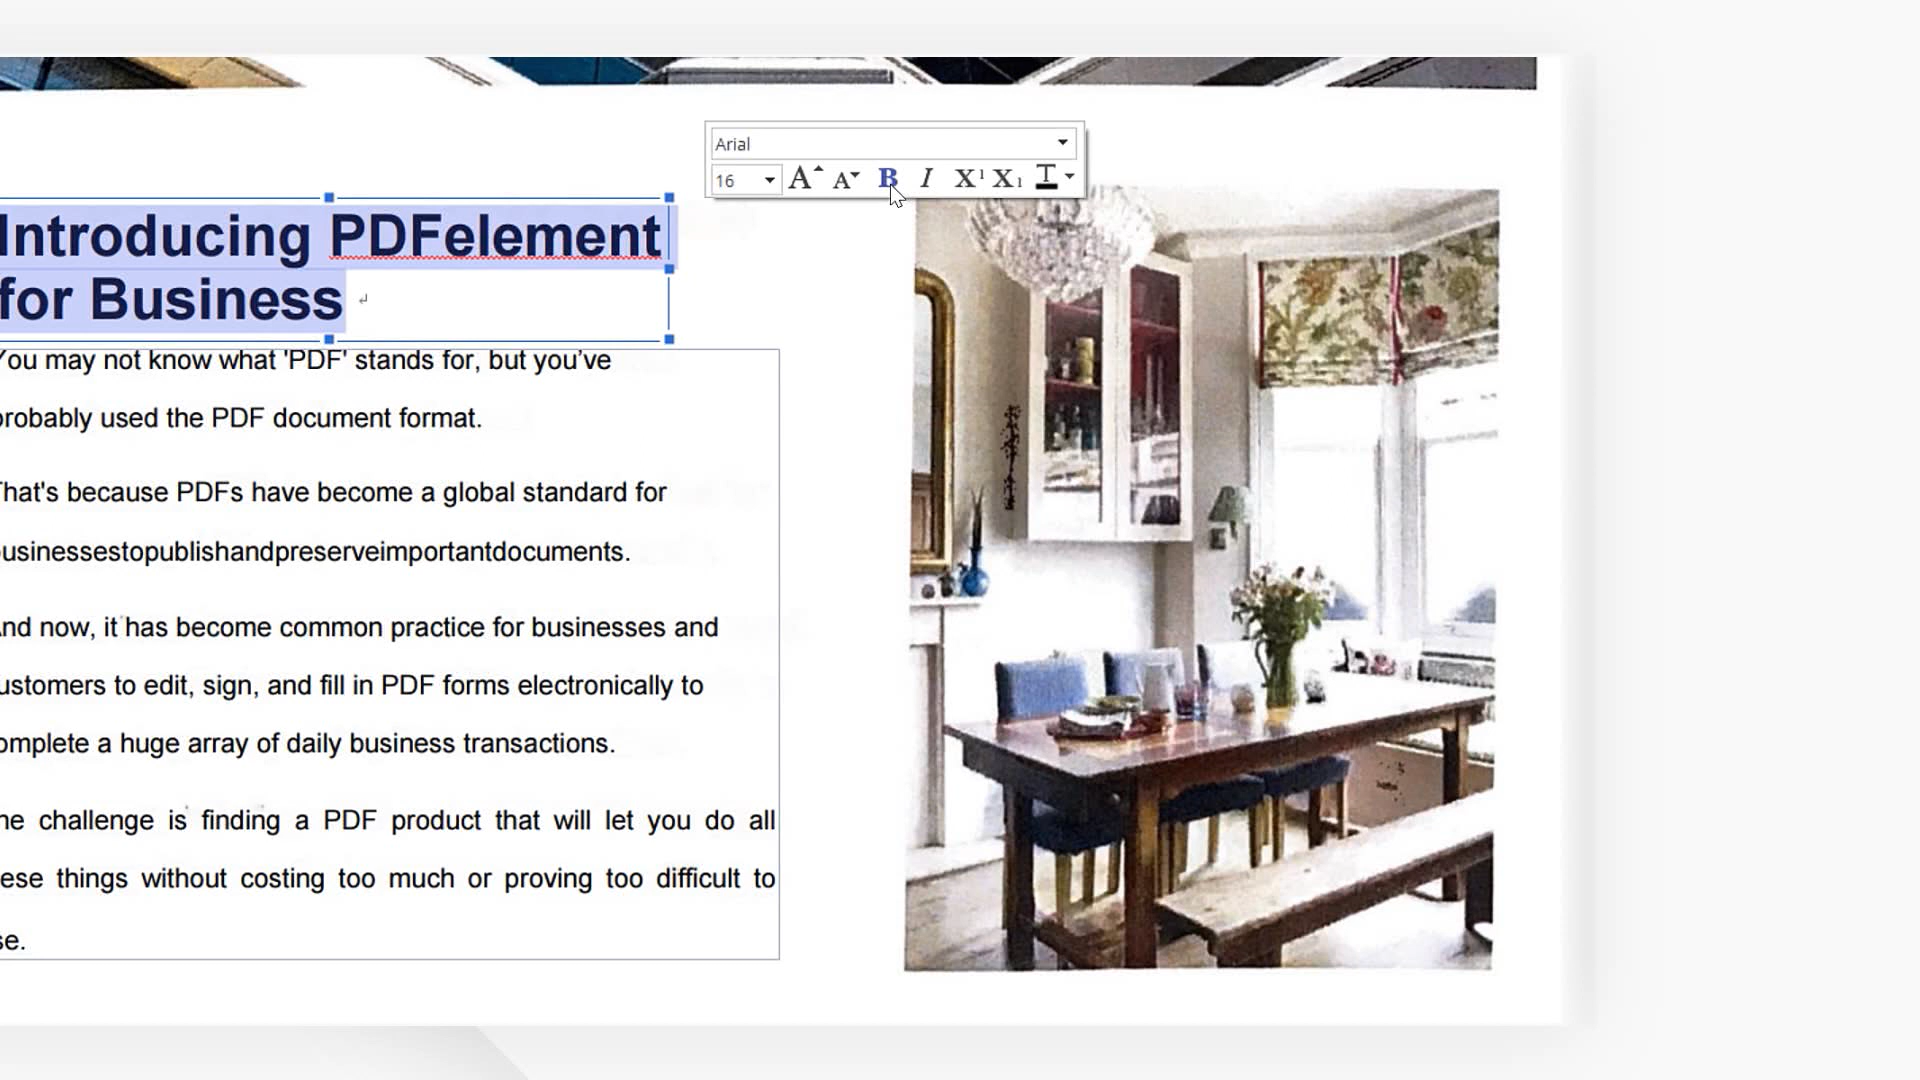 Arial
16 A A B I X1 X1 T
Introducing PDFelement
for Business
You may not know what 'PDF' stands for, but you've
probably used the PDF document format.
That's because PDFs have become a global standard for
usinessestopublishandpreserveimportantdocuments.
nd now, it has become common practice for businesses and
ustomers to edit, sign, and fill in PDF forms electronically to
omplete a huge array of daily business transactions.
he challenge is finding a PDF product that will let you do all
ese things without costing too much or proving too difficult to
se.